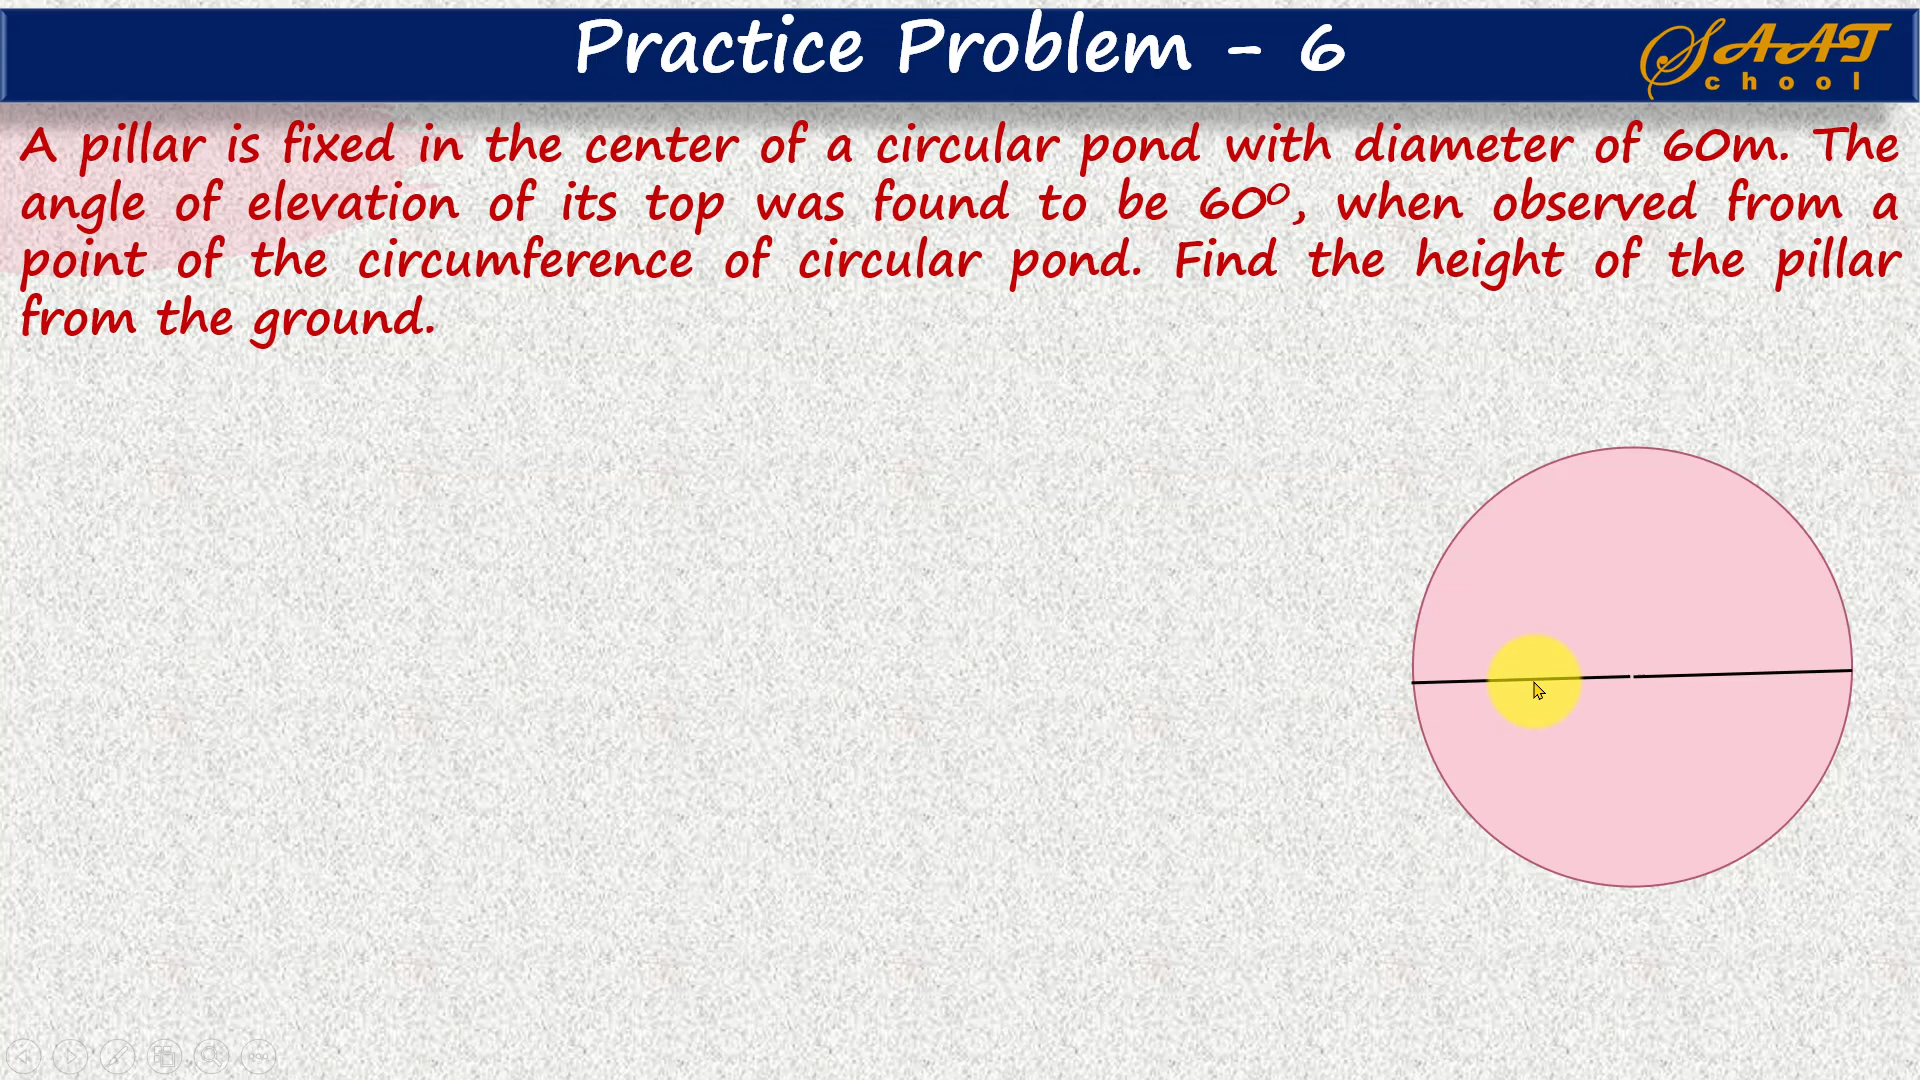 Practice Problem - 6
SAAT
chool
A pillar is fixed in the center of a circular pond with diameter of 60m. The
angle of elevation of its top was found to be 60⁰, when observed from a
point of the circumference of circular pond. Find the height of the pillar
from the ground.